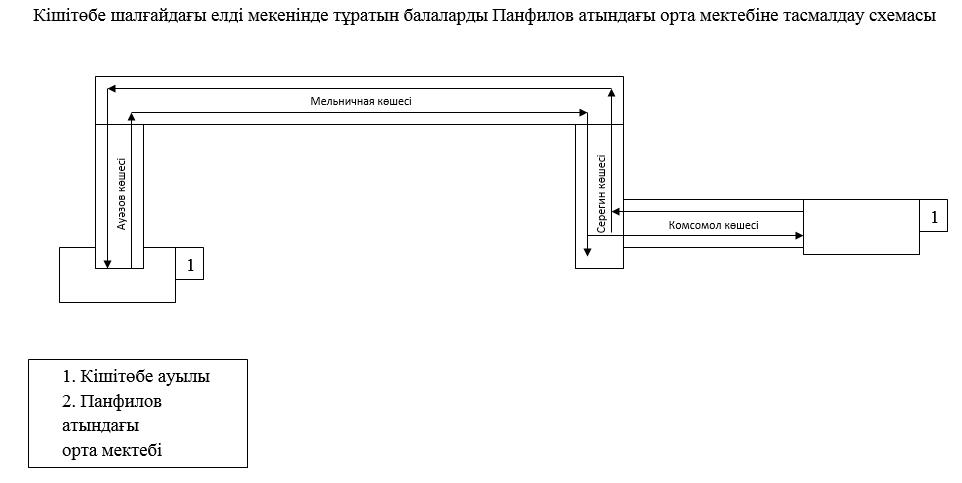 Кішітөбе шалғайдағы елді мекенінде тұратын балаларды Панфилов атындағы орта мектебіне тасмалдау схемасы
Мельничная көшесі
Ауэзов көшесі
Серегин көшесі
Комсомол көшесі
1
1
1. Кішітөбе ауылы
2. Панфилов
атындағы
орта мектебі